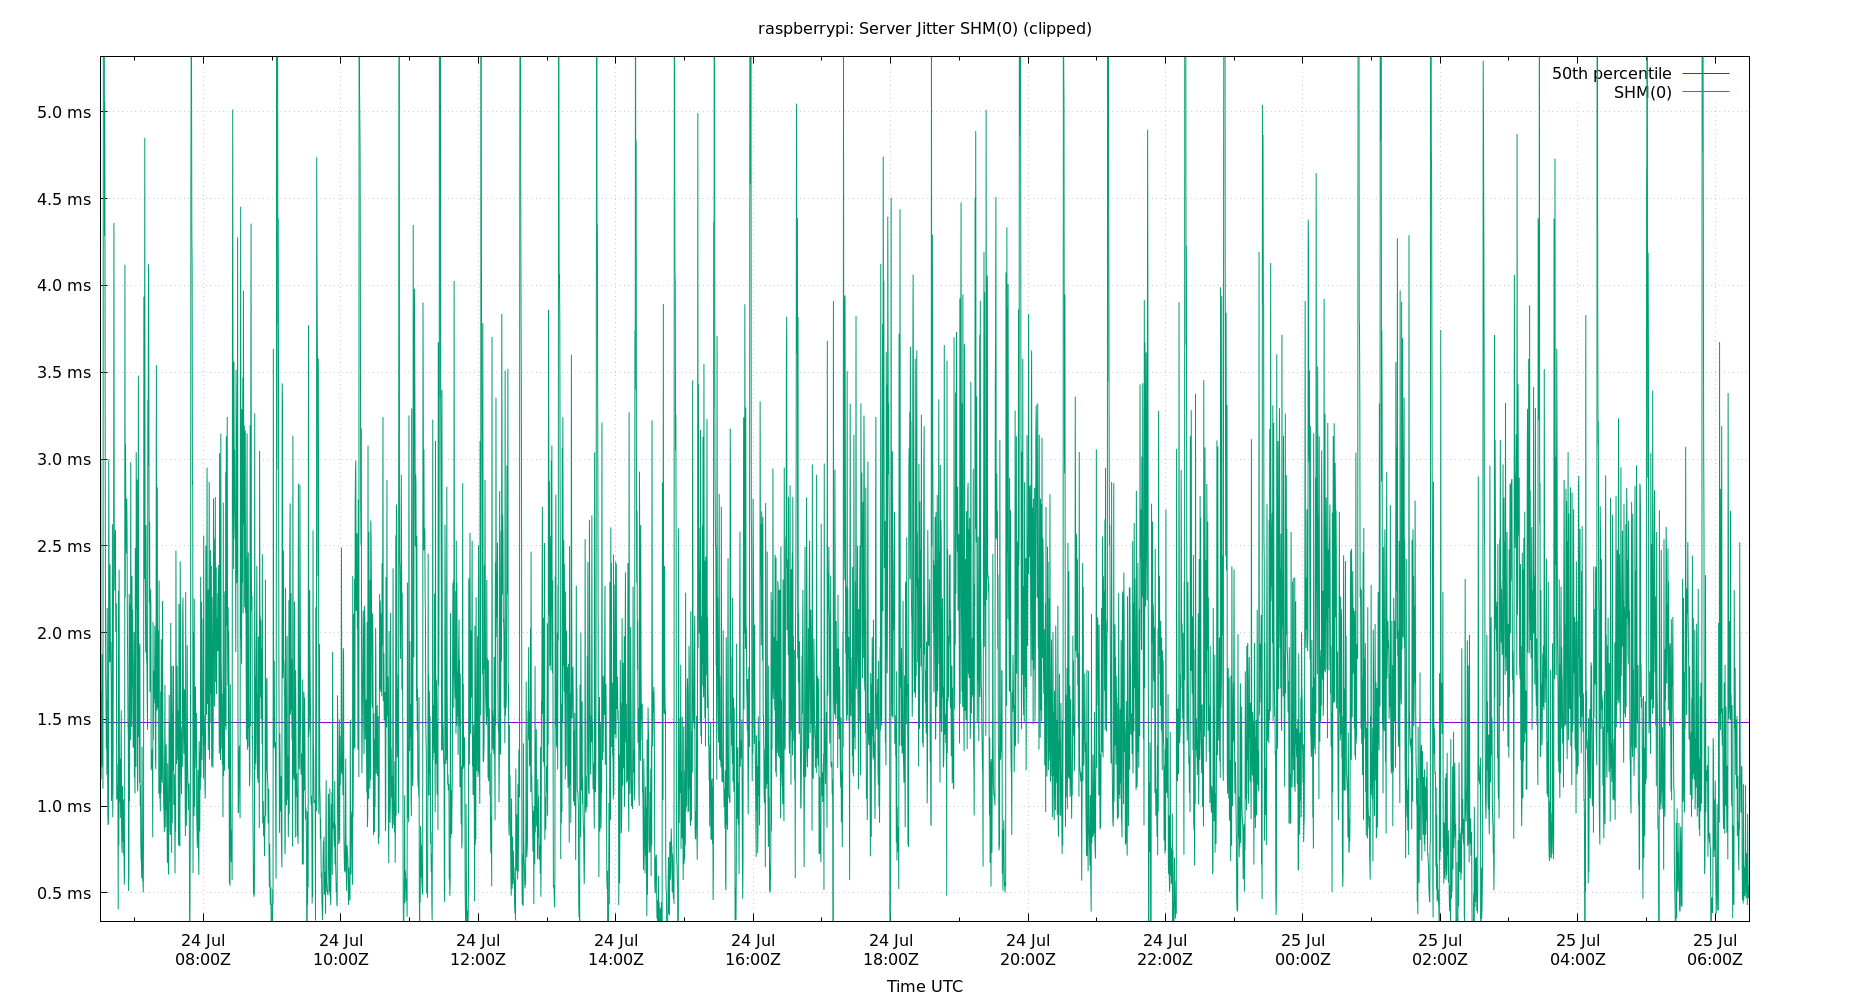 raspberrypi: Server Jitter SHM(0) (clipped)
50th percentile
SHM(0)
5.0 ms
4.5 ms
4.0 ms
3.5 ms
3.0 ms
2.5 ms
2.0 ms
1.5 ms
1.0 ms
0.5 ms
24 Jul 24 Jul 24 Jul 24 Jul 24 Jul 24 Jul 24 Jul 24 Jul 25 Jul 25 Jul 25 Jul 25 Jul
08:00Z 10:00Z 12:00Z 14:00Z 16:00Z 18:00Z 20:00Z 22:00Z 00:00Z 02:00Z 04:00Z 06:00Z
Time UTC